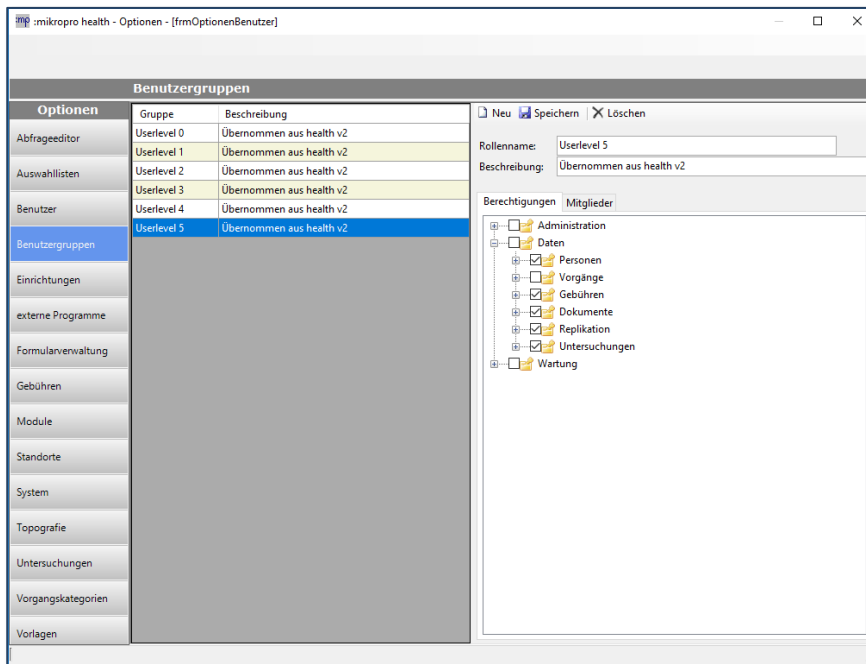 :mp :mikropro health - Optionen - [frmOptionenBenutzer]
Benutzergruppen
Optionen
Abfrageeditor
Auswahllisten
Benutzer
Benutzergruppen
Einrichtungen
externe Programme
Formularverwaltung
Gebühren
Module
Standorte
System
Topografie
Untersuchungen
Vorgangskategorien
Vorlagen
Gruppe Beschreibung
Userlevel 0 Übernommen aus health v2
Userlevel 1 Übernommen aus health v2
Userlevel 2 Übernommen aus health v2
Userlevel 3 Übernommen aus health v2
Userlevel 4 Übernommen aus health v2
Userlevel 5 Übernommen aus health v2
Neu Speichern Löschen
Rollenname: Userlevel 5
Beschreibung: Übernommen aus health v2
Berechtigungen Mitglieder
Administration
Daten
Personen
Vorgänge
Gebühren
Dokumente
Replikation
Untersuchungen
Wartung